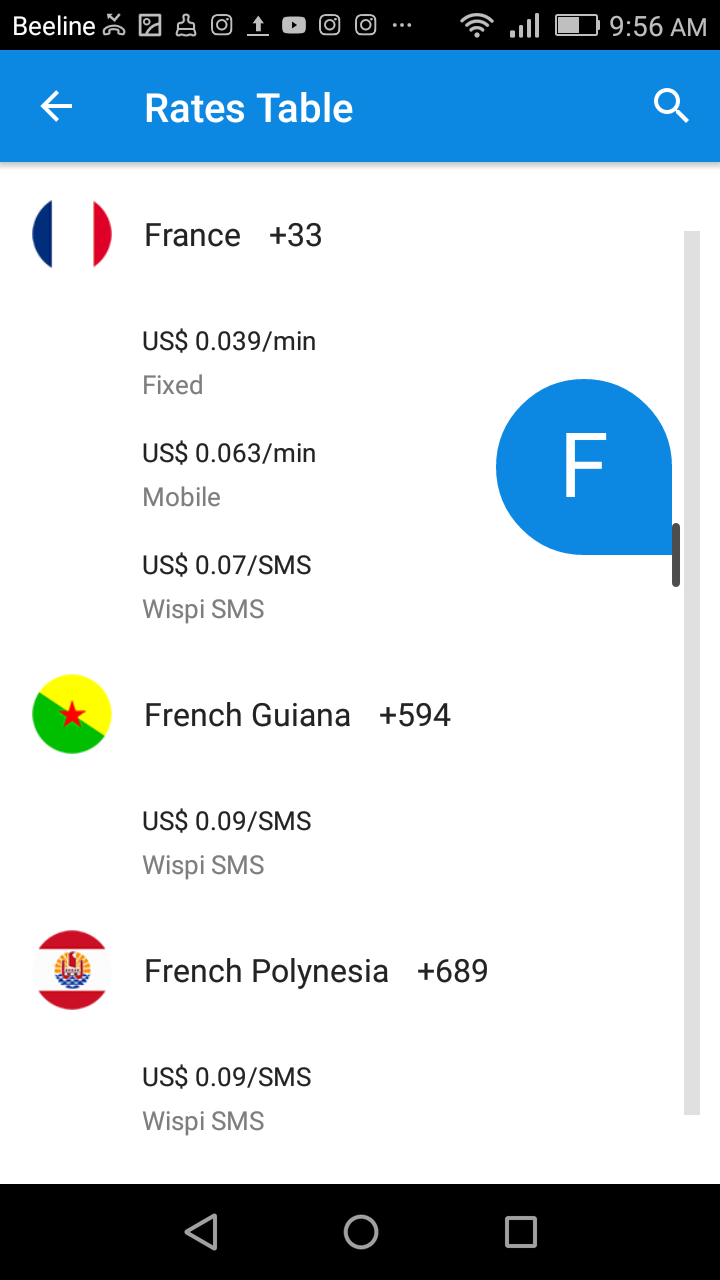 Beeline 9:56 AM
Rates Table
France +33
US$ 0.039/min
Fixed
F
US$ 0.063/min
Mobile
US$ 0.07/SMS
Wispi SMS
French Guiana +594
US$ 0.09/SMS
Wispi SMS
French Polynesia +689
US$ 0.09/SMS
Wispi SMS